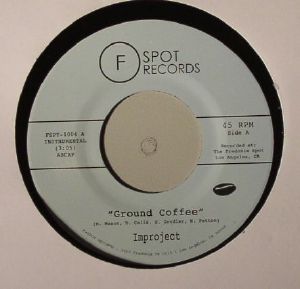 F
SPOT
RECORDS
FSPT-1004 A
INSTRUMENTAL
(3:05)
ASCAP
45 RPM
Side A
Recorded at:
The Freddie Spot
Los Angeles, CA
"Ground Coffee"
Improject